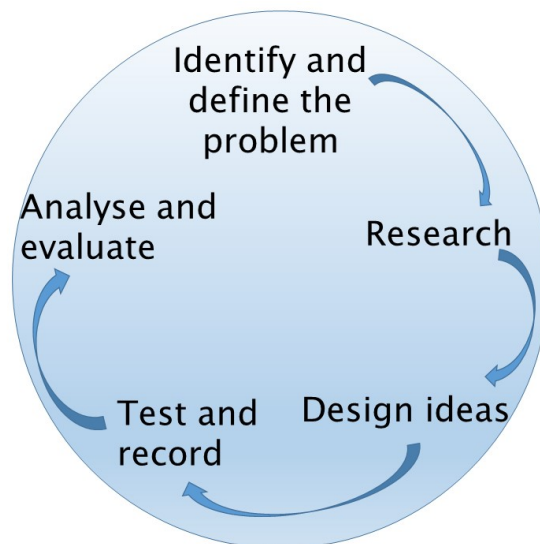 Identify and
define the
problem
Research
Design ideas
Test and
record
Analyse and
evaluate